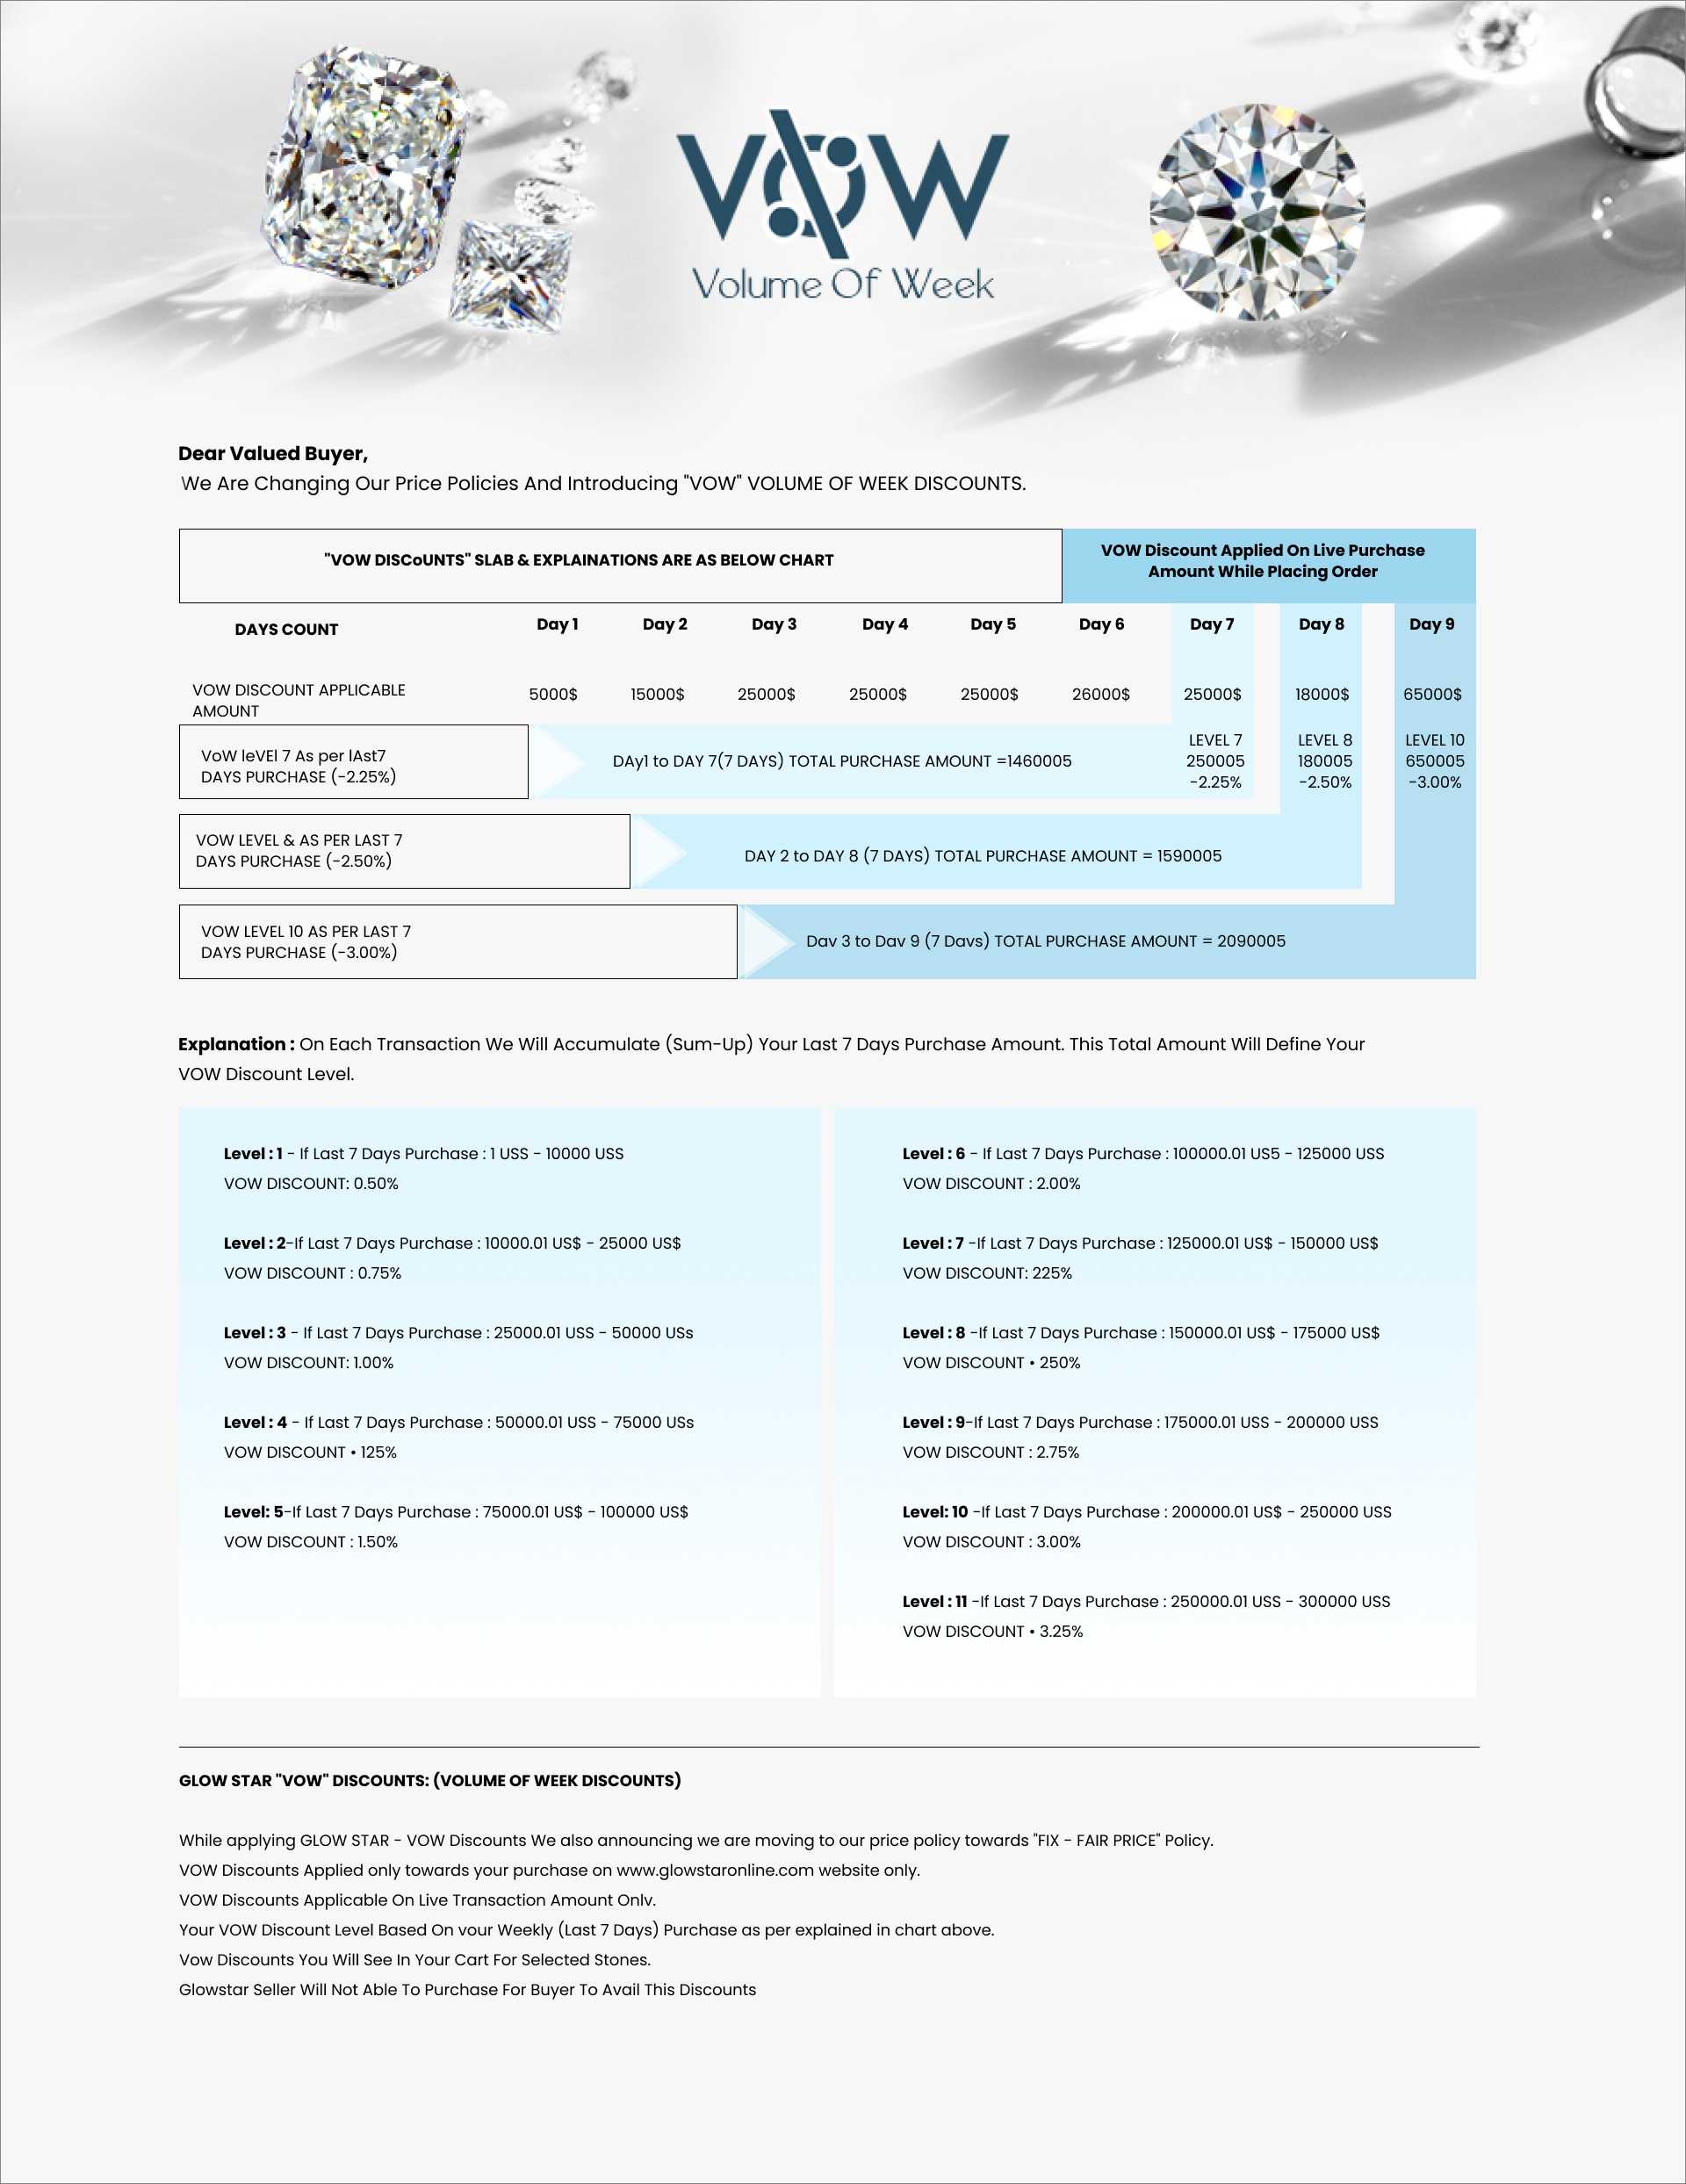 VOW
Volume Of Week
Dear Valued Buyer,
We Are Changing Our Price Policies And Introducing "VOW" VOLUME OF WEEK DISCOUNTS.
"VOW DISCoUNTS" SLAB & EXPLAINATIONS ARE AS BELOW CHART
VOW Discount Applied On Live Purchase
Amount While Placing Order
DAYS COUNT Day 1 Day 2 Day 3 Day 4 Day 5 Day 6 Day 7 Day 8 Day 9
VOW DISCOUNT APPLICABLE
AMOUNT
5000$ 15000$ 25000$ 25000$ 25000$ 26000$ 25000$ 18000$ 65000$
VoW leVEl 7 As per lAst7
DAYS PURCHASE (-2.25%)
DAy1 to DAY 7(7 DAYS) TOTAL PURCHASE AMOUNT =1460005
LEVEL 7
250005
-2.25%
LEVEL 8
180005
-2.50%
LEVEL 10
650005
-3.00%
VOW LEVEL & AS PER LAST 7
DAYS PURCHASE (-2.50%)
DAY 2 to DAY 8 (7 DAYS) TOTAL PURCHASE AMOUNT = 1590005
VOW LEVEL 10 AS PER LAST 7
DAYS PURCHASE (-3.00%)
Dav 3 to Dav 9 (7 Davs) TOTAL PURCHASE AMOUNT = 2090005
Explanation : On Each Transaction We Will Accumulate (Sum-Up) Your Last 7 Days Purchase Amount. This Total Amount Will Define Your
VOW Discount Level.
Level : 1 - If Last 7 Days Purchase : 1 USS - 10000 USS
VOW DISCOUNT: 0.50%
Level : 2-If Last 7 Days Purchase : 10000.01 US$ - 25000 US$
VOW DISCOUNT : 0.75%
Level : 3 - If Last 7 Days Purchase : 25000.01 USS - 50000 USs
VOW DISCOUNT: 1.00%
Level : 4 - If Last 7 Days Purchase : 50000.01 USS - 75000 USs
VOW DISCOUNT • 125%
Level: 5-If Last 7 Days Purchase : 75000.01 US$ - 100000 US$
VOW DISCOUNT : 1.50%
Level : 6 - If Last 7 Days Purchase : 100000.01 US5 - 125000 USS
VOW DISCOUNT : 2.00%
Level : 7 -If Last 7 Days Purchase : 125000.01 US$ - 150000 US$
VOW DISCOUNT: 225%
Level : 8 -If Last 7 Days Purchase : 150000.01 US$ - 175000 US$
VOW DISCOUNT • 250%
Level : 9-If Last 7 Days Purchase : 175000.01 USS - 200000 USS
VOW DISCOUNT : 2.75%
Level: 10 -If Last 7 Days Purchase : 200000.01 US$ - 250000 USS
VOW DISCOUNT : 3.00%
Level : 11 -If Last 7 Days Purchase : 250000.01 USS - 300000 USS
VOW DISCOUNT • 3.25%
GLOW STAR "VOW" DISCOUNTS: (VOLUME OF WEEK DISCOUNTS)
While applying GLOW STAR - VOW Discounts We also announcing we are moving to our price policy towards "FIX - FAIR PRICE" Policy.
VOW Discounts Applied only towards your purchase on www.glowstaronline.com website only.
VOW Discounts Applicable On Live Transaction Amount Onlv.
Your VOW Discount Level Based On vour Weekly (Last 7 Days) Purchase as per explained in chart above.
Vow Discounts You Will See In Your Cart For Selected Stones.
Glowstar Seller Will Not Able To Purchase For Buyer To Avail This Discounts